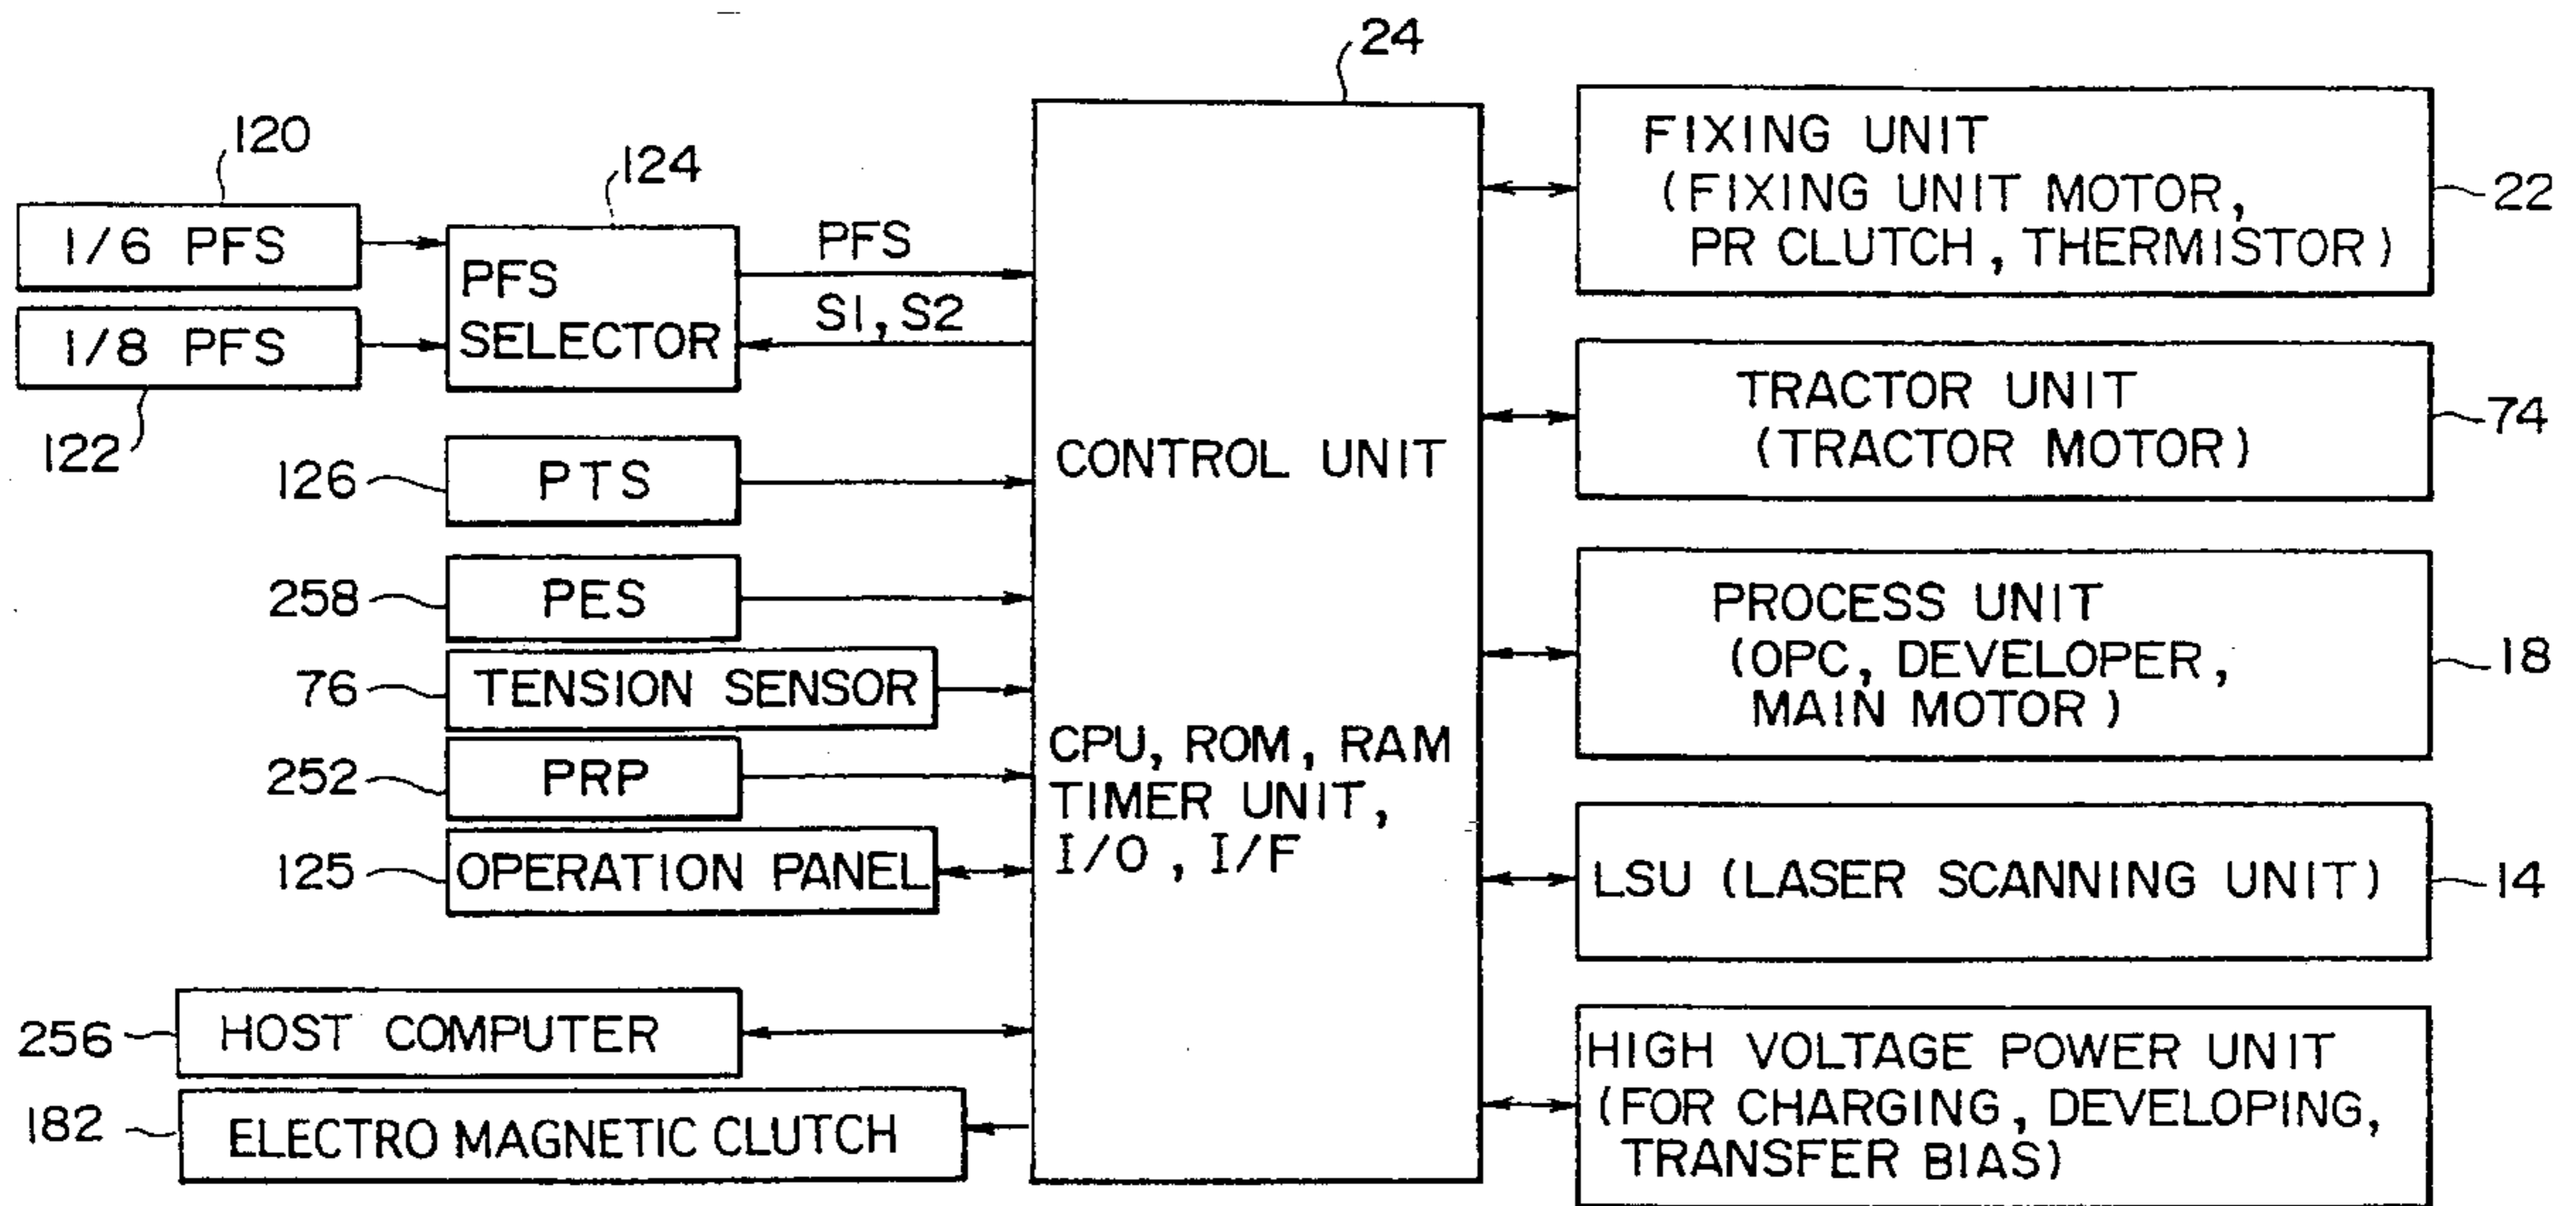 24
120
1/6 PFS
1/8 PFS
122
124
PFS
SELECTOR
PFS
S1, S2
126
PTS
258
PES
76
TENSION SENSOR
252
PRP
125
OPERATION PANEL
256
HOST COMPUTER
182
ELECTRO MAGNETIC CLUTCH
CONTROL UNIT
CPU, ROM, RAM
TIMER UNIT,
I/O, I/F
FIXING UNIT
(FIXING UNIT MOTOR,
PR CLUTCH, THERMISTOR)
22
TRACTOR UNIT
(TRACTOR MOTOR)
74
PROCESS UNIT
(OPC, DEVELOPER,
MAIN MOTOR)
18
LSU (LASER SCANNING UNIT)
14
HIGH VOLTAGE POWER UNIT
(FOR CHARGING, DEVELOPING,
TRANSFER BIAS)